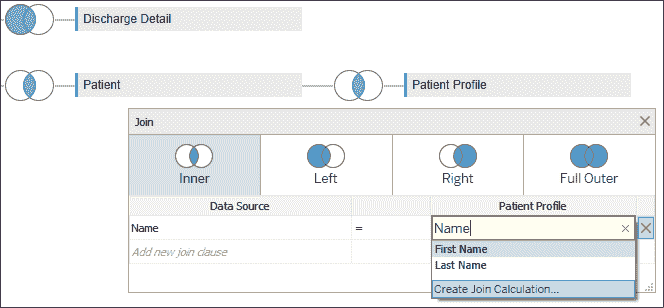 Discharge Detail
Patient
Patient Profile
Join
Inner
Left
Right
Full Outer
Data Source
Patient Profile
Name
=
Name
Add new join clause
First Name
Last Name
Create Join Calculation...